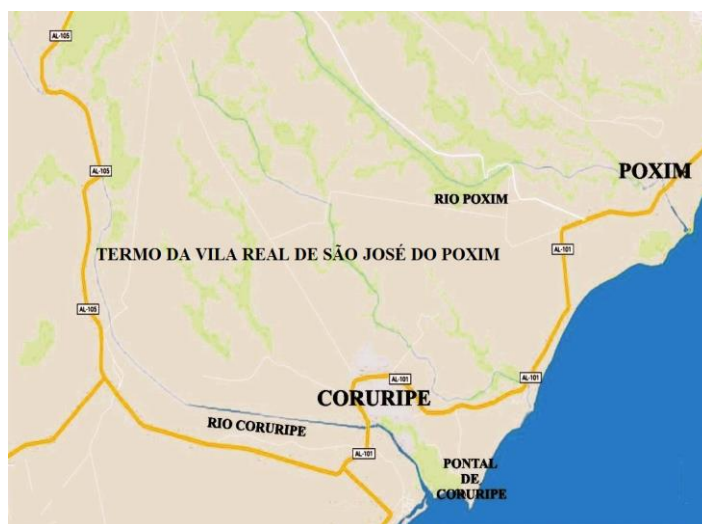 AL-105
AL-105
POXIM
RIO POXIM
TERMO DA VILA REAL DE SÃO JOSÉ DO POXIM
AL-101
AL-105
AL-101
AL-101
CORURIPE
RIO CORURIPE
AL-101
PONTAL
DE
CORURIPE